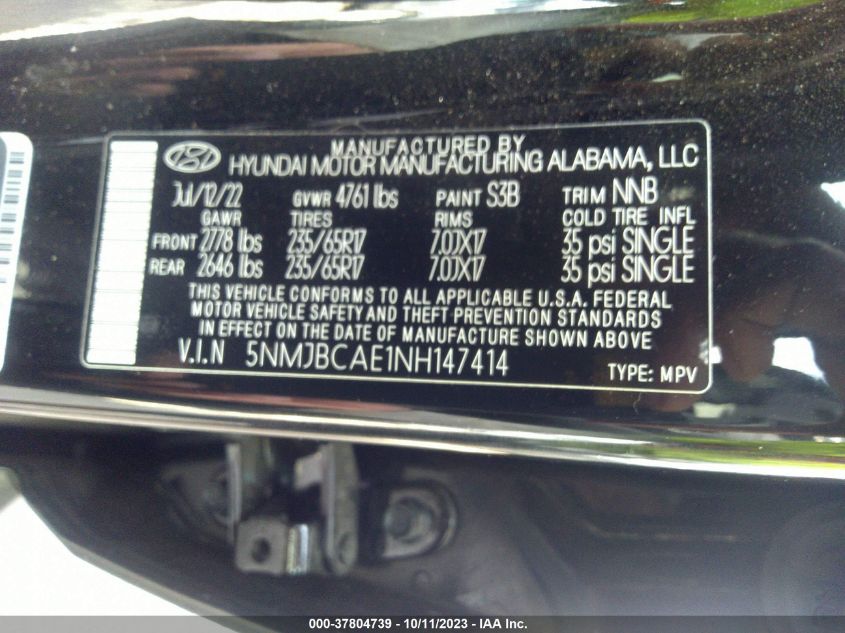 MANUFACTURED BY
HYUNDAI MOTOR MANUFACTURING ALABAMA, LLC
Jul/12/22 GVWR 4761 lbs PAINT S3B TRIM NNB
GAWR TIRES RIMS COLD TIRE INFL
FRONT 2778 lbs 235/65R17 7.0JX17 35 psi SINGLE
REAR 2646 lbs 235/65R17 7.0JX17 35 psi SINGLE
THIS VEHICLE CONFORMS TO ALL APPLICABLE U.S.A. FEDERAL
MOTOR VEHICLE SAFETY AND THEFT PREVENTION STANDARDS
IN EFFECT ON THE DATE OF MANUFACTURE SHOWN ABOVE
V.I.N 5NMJBCAE1NH147414
TYPE: MPV
000-37804739 - 10/11/2023 - IAA Inc.